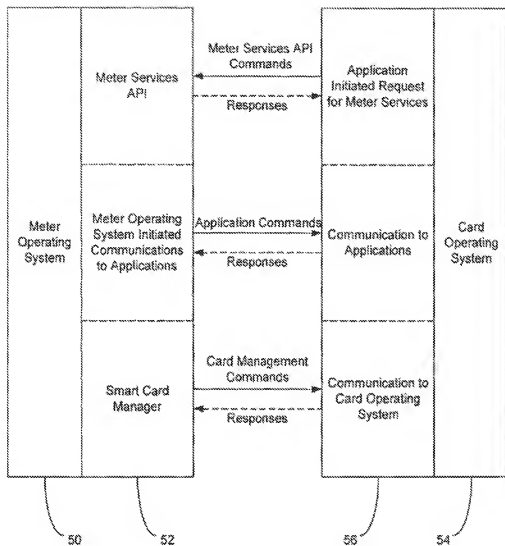 Meter Services API
Commands
Meter Services
API
Responses
Application
Initiated Request
for Meter Services
Meter
Operating
System
Meter Operating
System Initiated
Communications
to Applications
Application Commands
Responses
Communication to
Applications
Card
Operating
System
Smart Card
Manager
Card Management
Commands
Responses
Communication to
Card Operating
System
50
52
56
54